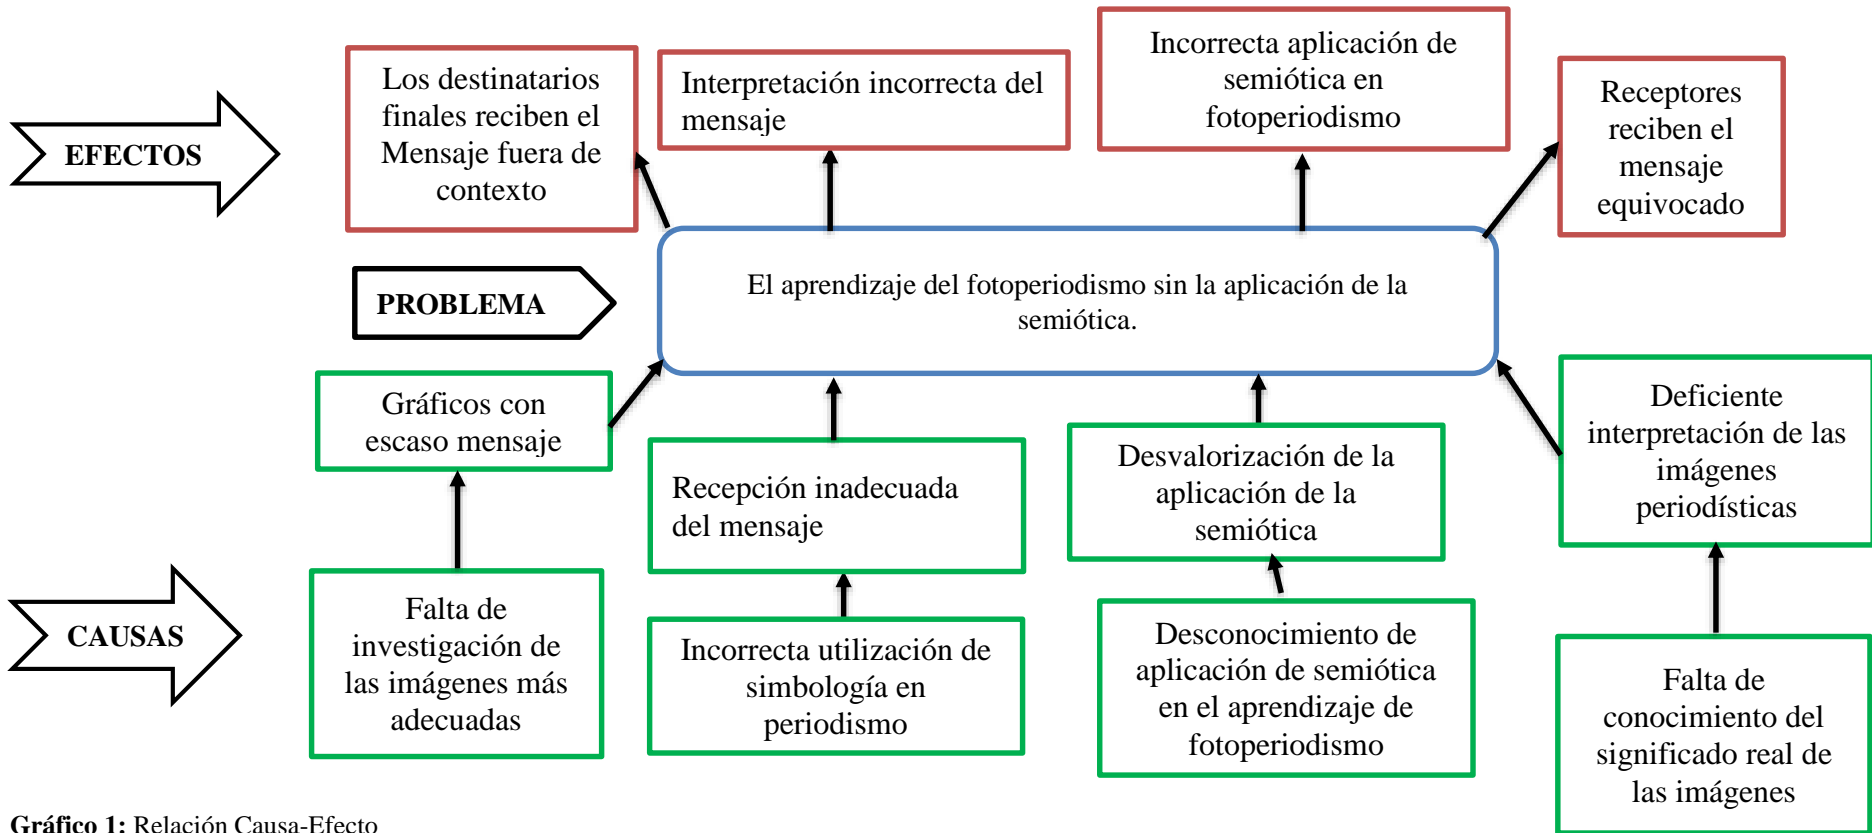 EFECTOS
Los destinatarios
finales reciben el
Mensaje fuera de
contexto
Interpretación incorrecta del
mensaje
Incorrecta aplicación de
semiótica en
fotoperiodismo
Receptores
reciben el
mensaje
equivocado
PROBLEMA
El aprendizaje del fotoperiodismo sin la aplicación de la
semiótica.
Gráficos con
escaso mensaje
Recepción inadecuada
del mensaje
Desvalorización de la
aplicación de la
semiótica
Deficiente
interpretación de las
imágenes
periodísticas
CAUSAS
Falta de
investigación de
las imágenes más
adecuadas
Incorrecta utilización de
simbología en
periodismo
Desconocimiento de
aplicación de semiótica
en el aprendizaje de
fotoperiodismo
Falta de
conocimiento del
significado real de
las imágenes
Gráfico 1: Relación Causa-Efecto